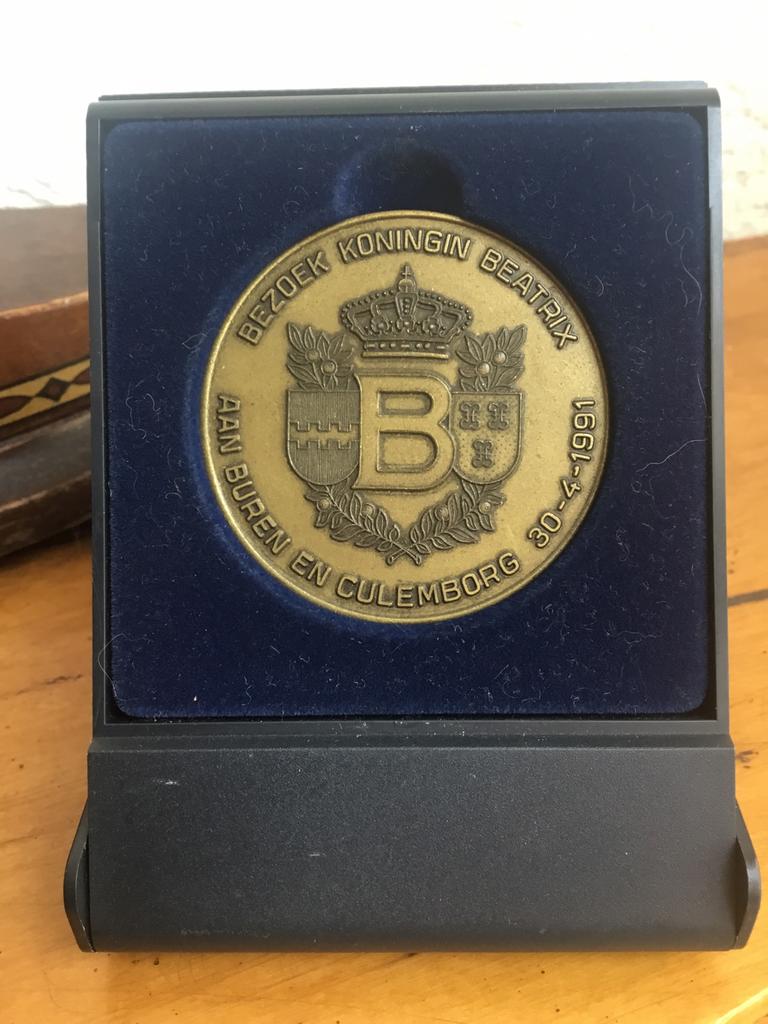 BEZOEK KONINGIN BEATRIX
AAN BUREN EN CULEMBORG 30-4-1991
B